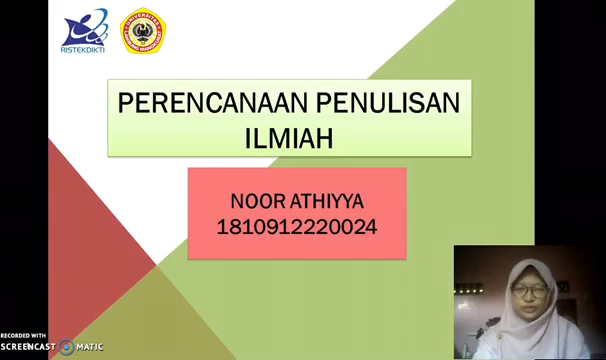 RISTEKDIKTI
PERENCANAAN PENULISAN
ILMIAH
NOOR ATHIYYA
1810912220024
RECORDED WITH
SCREENCAST MATIC